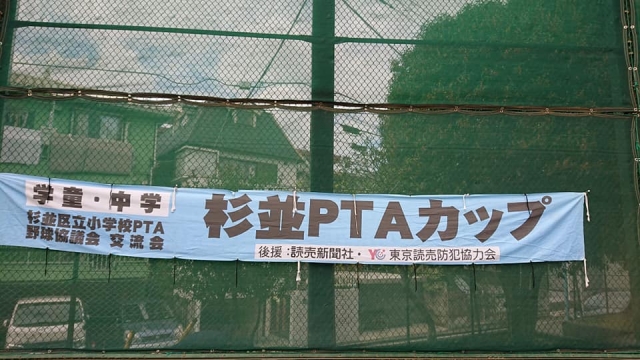 学童・中学
杉並区立小学校PTA
野球協議会 交流会
杉並PTAカップ
後援：読売新聞社・YC東京読売防犯協力会